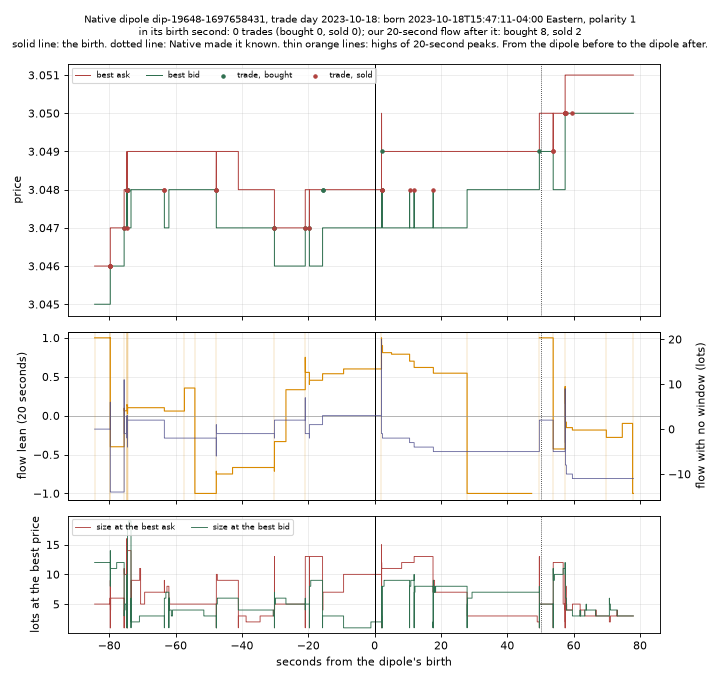 Native dipole dip-19648-1697658431, trade day 2023-10-18: born 2023-10-18T15:47:11-04:00 Eastern, polarity 1
in its birth second: 0 trades (bought 0, sold 0); our 20-second flow after it: bought 8, sold 2
solid line: the birth. dotted line: Native made it known. thin orange lines: highs of 20-second peaks. From the dipole before to the dipole after.
best ask best bid trade, bought trade, sold
3.051
3.050
3.049
3.048
3.047
3.046
3.045
price
1.0
0.5
0.0
−0.5
−1.0
flow lean (20 seconds)
20
10
0
−10
flow with no window (lots)
size at the best ask size at the best bid
15
10
5
lots at the best price
−80 −60 −40 −20 0 20 40 60 80
seconds from the dipole's birth